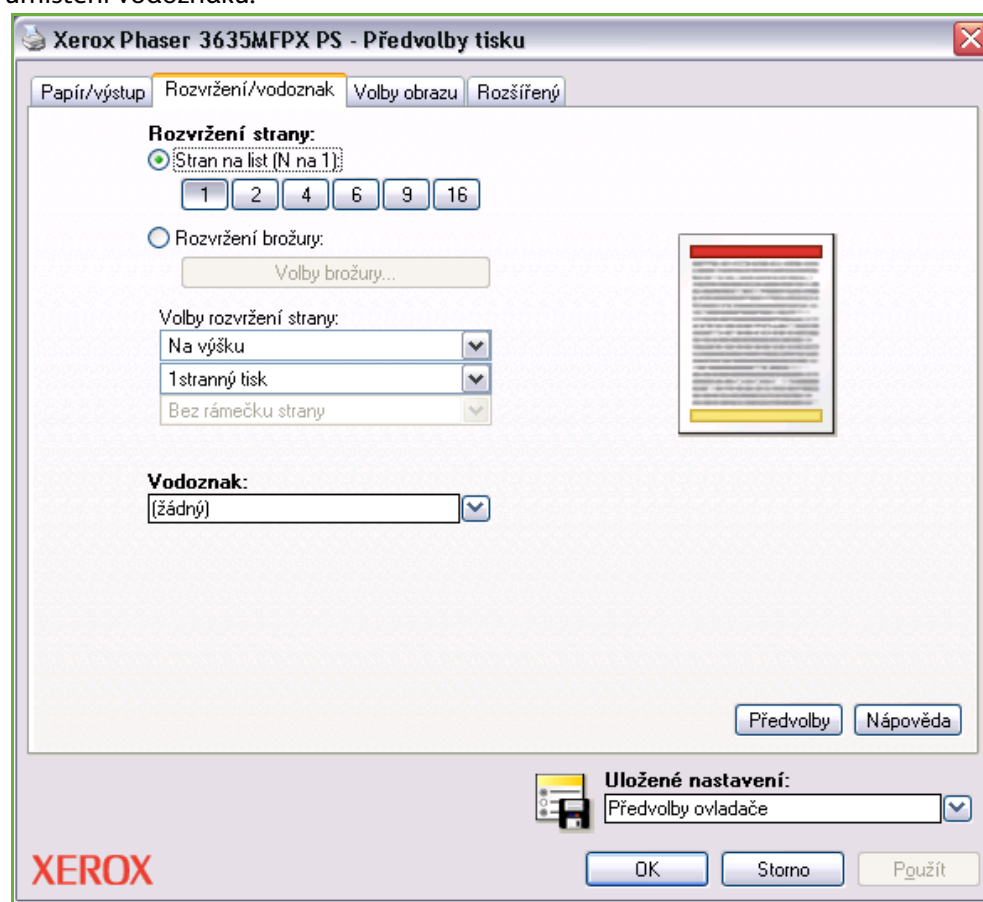 umístění vodoznaku.
Xerox Phaser 3635MFPX PS - Předvolby tisku
Papír/výstup Rozvržení/vodoznak Volby obrazu Rozšířený
Rozvržení strany:
Stran na list (N na 1):
1 2 4 6 9 16
Rozvržení brožury:
Volby brožury...
Volby rozvržení strany:
Na výšku
1stranný tisk
Bez rámečku strany
Vodoznak:
(žádný)
Předvolby Nápověda
Uložené nastavení:
Předvolby ovladače
XEROX OK Storno Použít